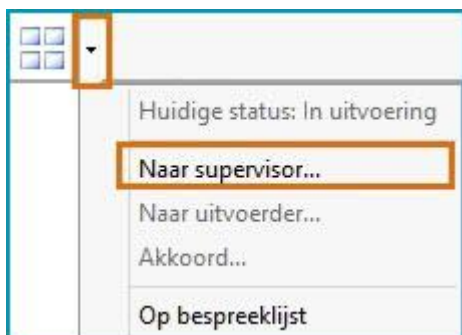 Huidige status: In uitvoering
Naar supervisor...
Naar uitvoerder...
Akkoord...
Op bespreeklijst